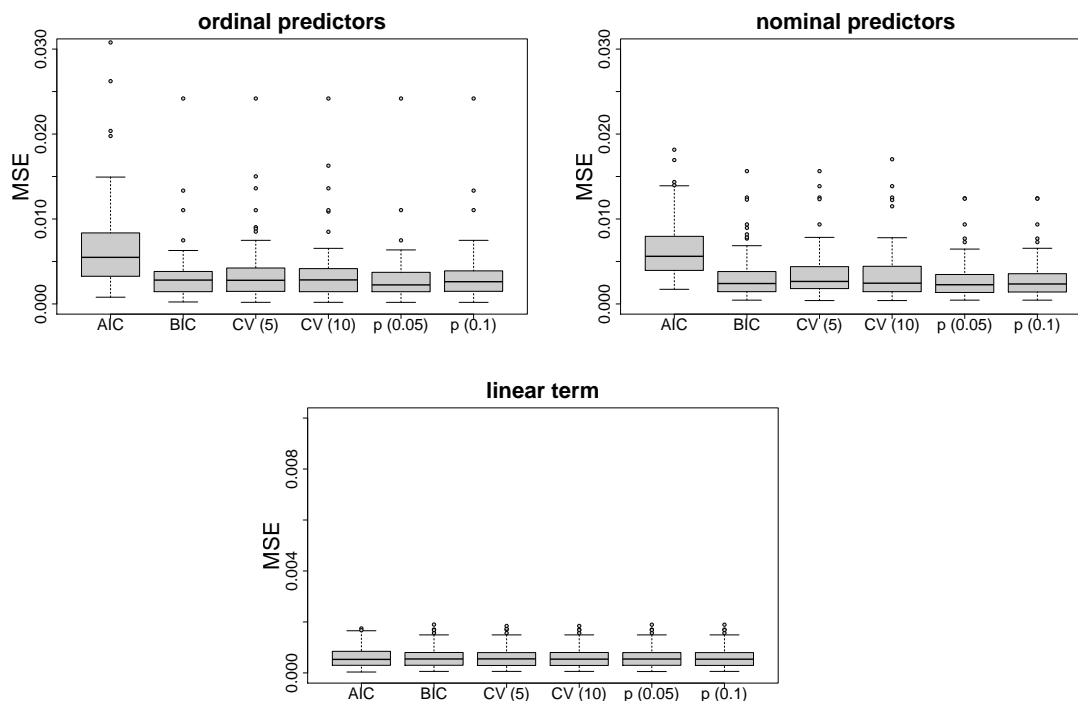 ordinal predictors
MSE
0.030
0.020
0.010
0.000
AIC BIC CV (5) CV (10) p (0.05) p (0.1)
nominal predictors
MSE
0.030
0.020
0.010
0.000
AIC BIC CV (5) CV (10) p (0.05) p (0.1)
linear term
MSE
0.008
0.004
0.000
AIC BIC CV (5) CV (10) p (0.05) p (0.1)